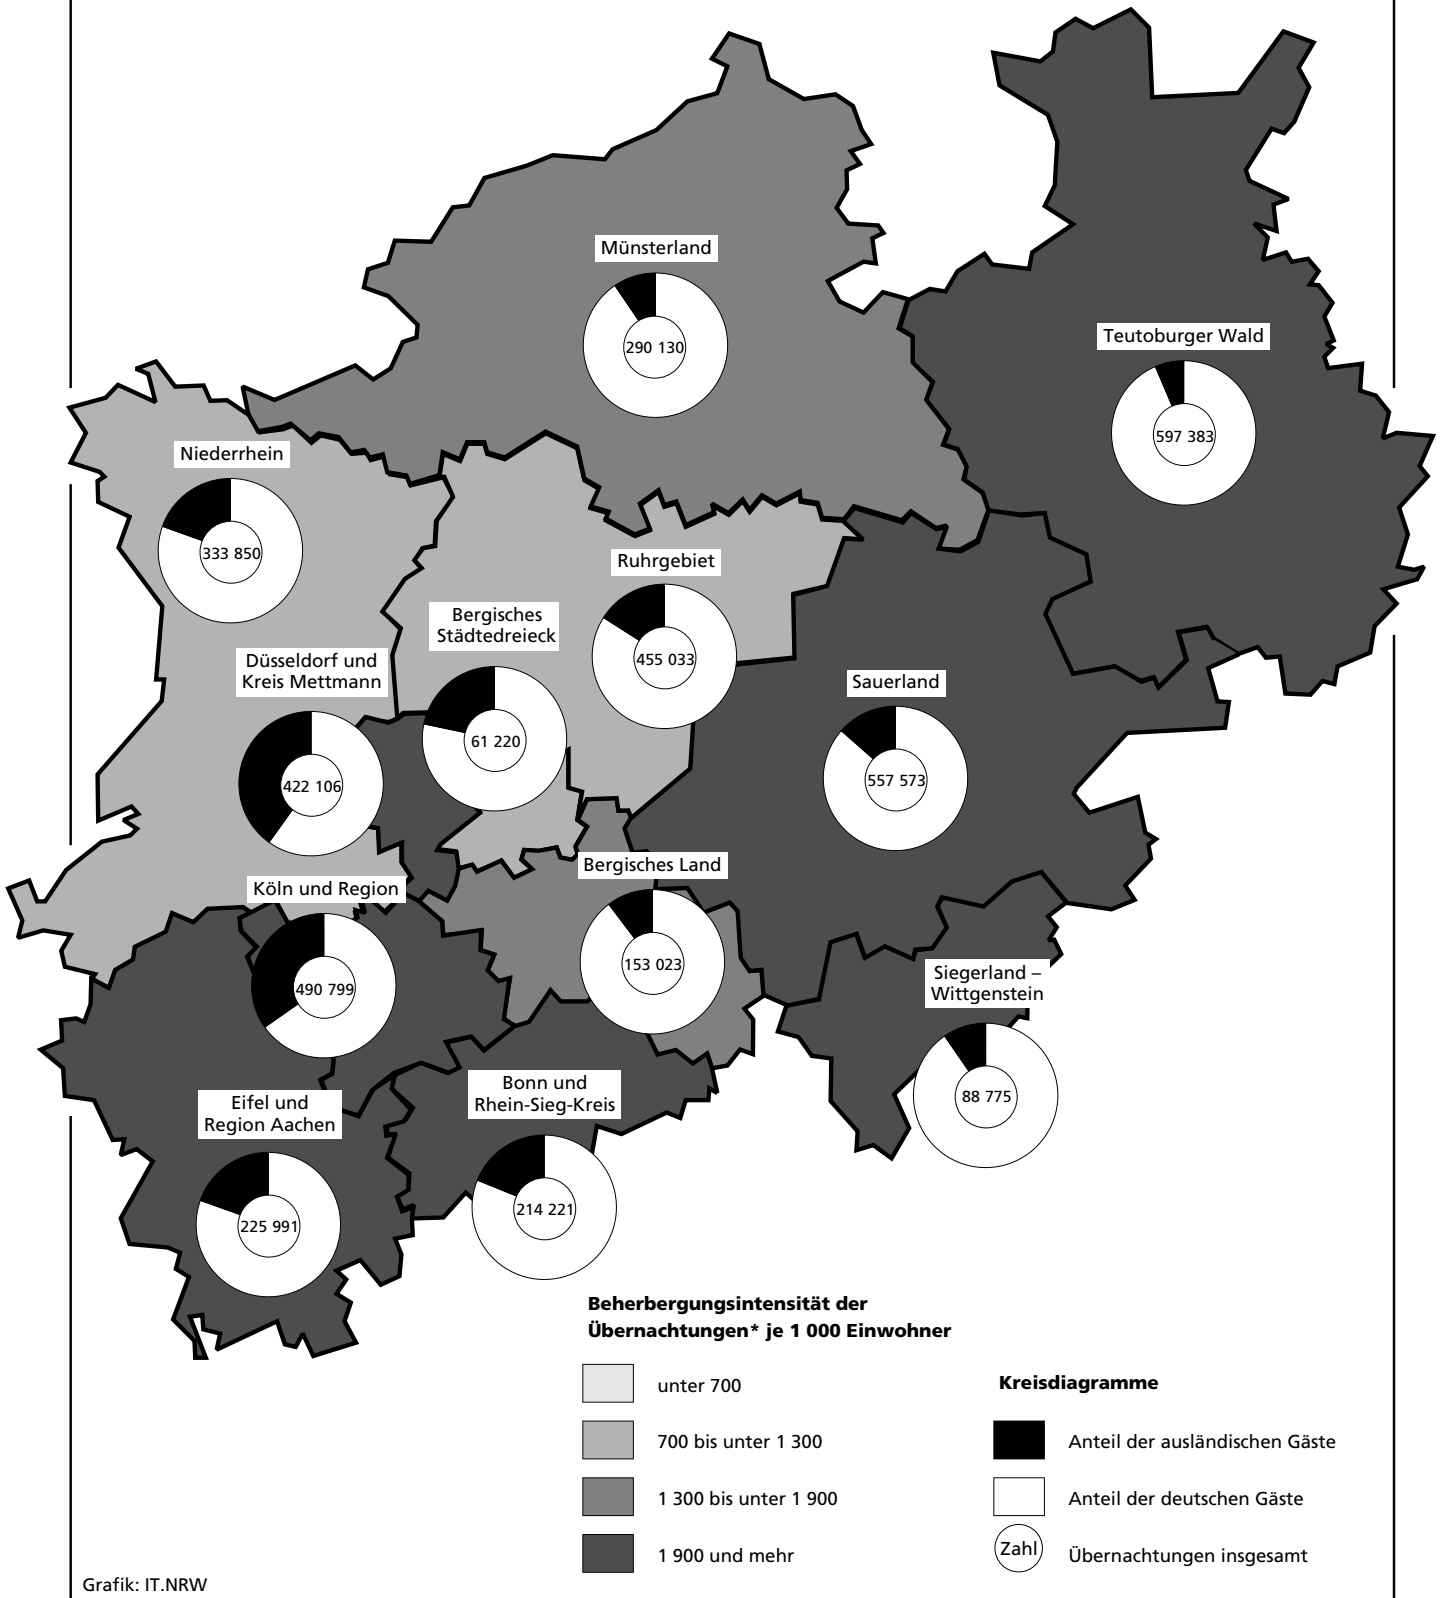 Münsterland
290 130
Teutoburger Wald
597 383
Niederrhein
333 850
Ruhrgebiet
455 033
Bergisches
Städtedreieck
61 220
Düsseldorf und
Kreis Mettmann
422 106
Sauerland
557 573
Bergisches Land
153 023
Köln und Region
490 799
Siegerland –
Wittgenstein
88 775
Bonn und
Rhein-Sieg-Kreis
214 221
Eifel und
Region Aachen
225 991
Beherbergungsintensität der
Übernachtungen* je 1 000 Einwohner
unter 700
700 bis unter 1 300
1 300 bis unter 1 900
1 900 und mehr
Kreisdiagramme
Anteil der ausländischen Gäste
Anteil der deutschen Gäste
Zahl
Übernachtungen insgesamt
Grafik: IT.NRW